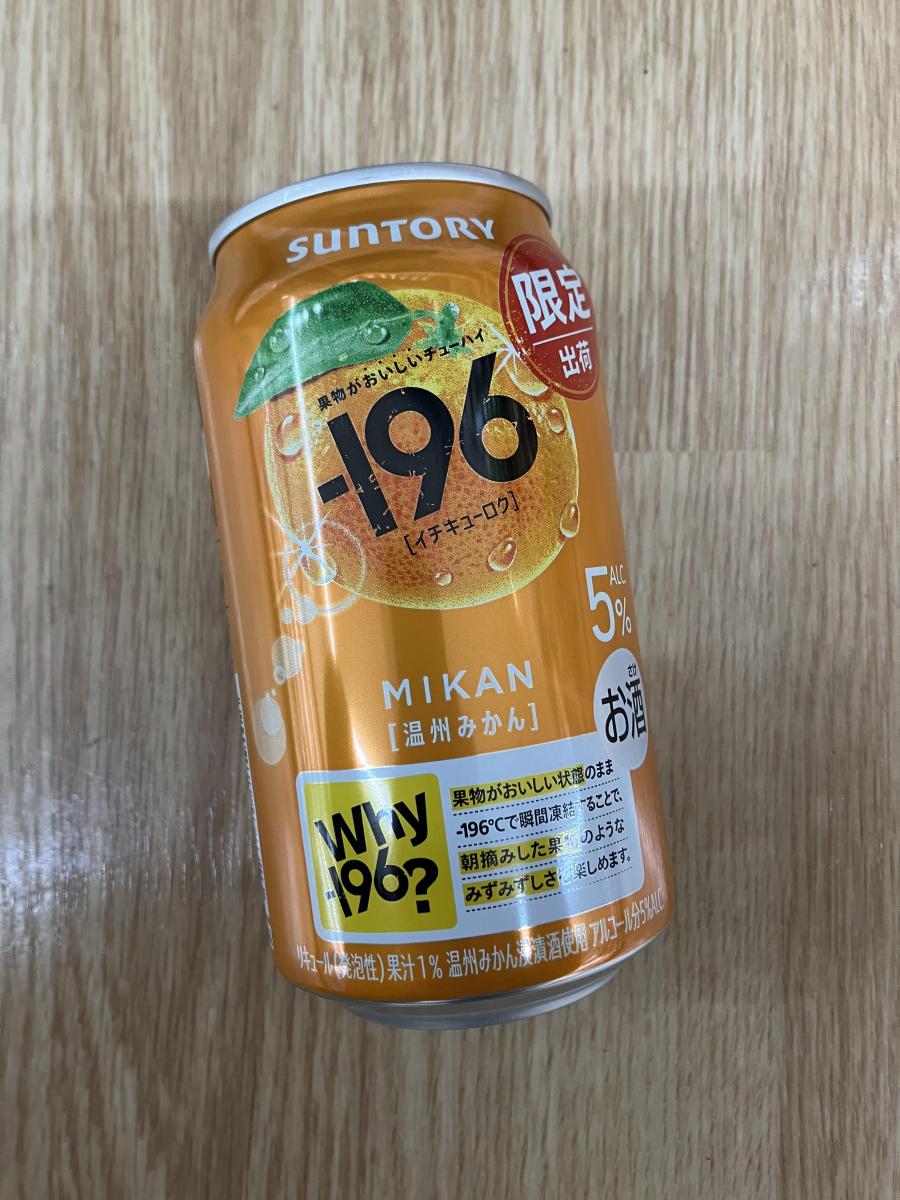 SUNTORY
限定
出荷
果物がおいしいチューハイ
-196
[イチキューロク]
ALC.
5%
MIKAN
[温州みかん]
さけ
お酒
Why
-196?
果物がおいしい状態のまま
-196℃で瞬間凍結することで、
朝摘みした果物のような
みずみずしさを楽しめます。
リキュール(発泡性) 果汁1% 温州みかん浸漬酒使用 アルコール分5%ALC.